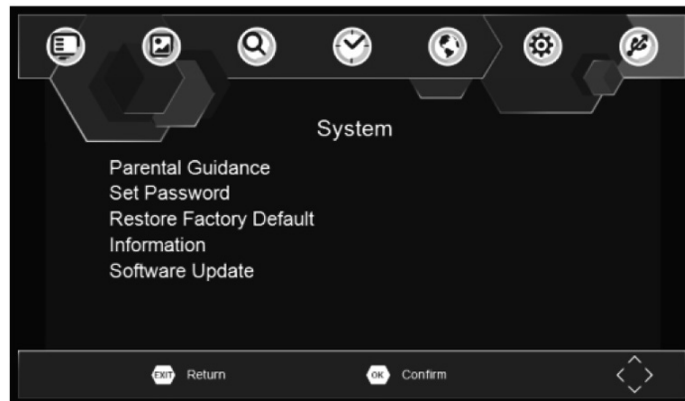 System
Parental Guidance
Set Password
Restore Factory Default
Information
Software Update
EXIT Return OK Confirm